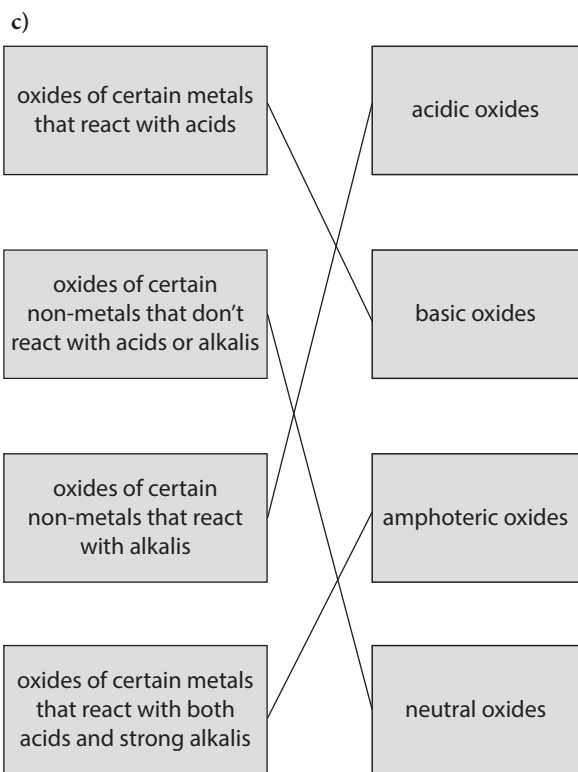 c)
oxides of certain metals
that react with acids
acidic oxides
oxides of certain
non-metals that don't
react with acids or alkalis
basic oxides
oxides of certain
non-metals that react
with alkalis
amphoteric oxides
oxides of certain metals
that react with both
acids and strong alkalis
neutral oxides